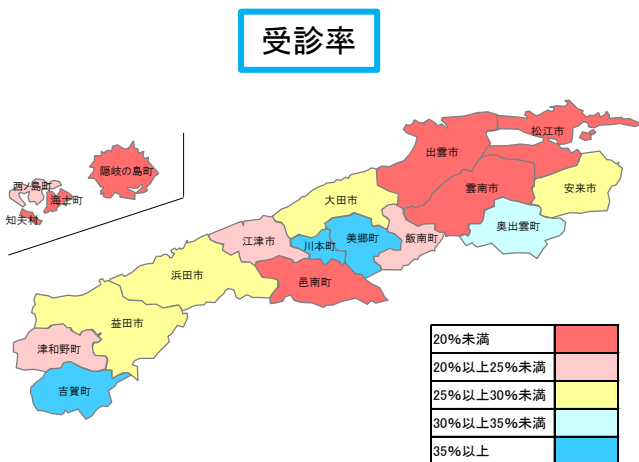 受診率
松江市
出雲市
隠岐の島町
西ノ島町
海士町
知夫村
雲南市
安来市
大田市
奥出雲町
飯南町
美郷町
川本町
江津市
邑南町
浜田市
益田市
津和野町
吉賀町
20%未満
20%以上25%未満
25%以上30%未満
30%以上35%未満
35%以上